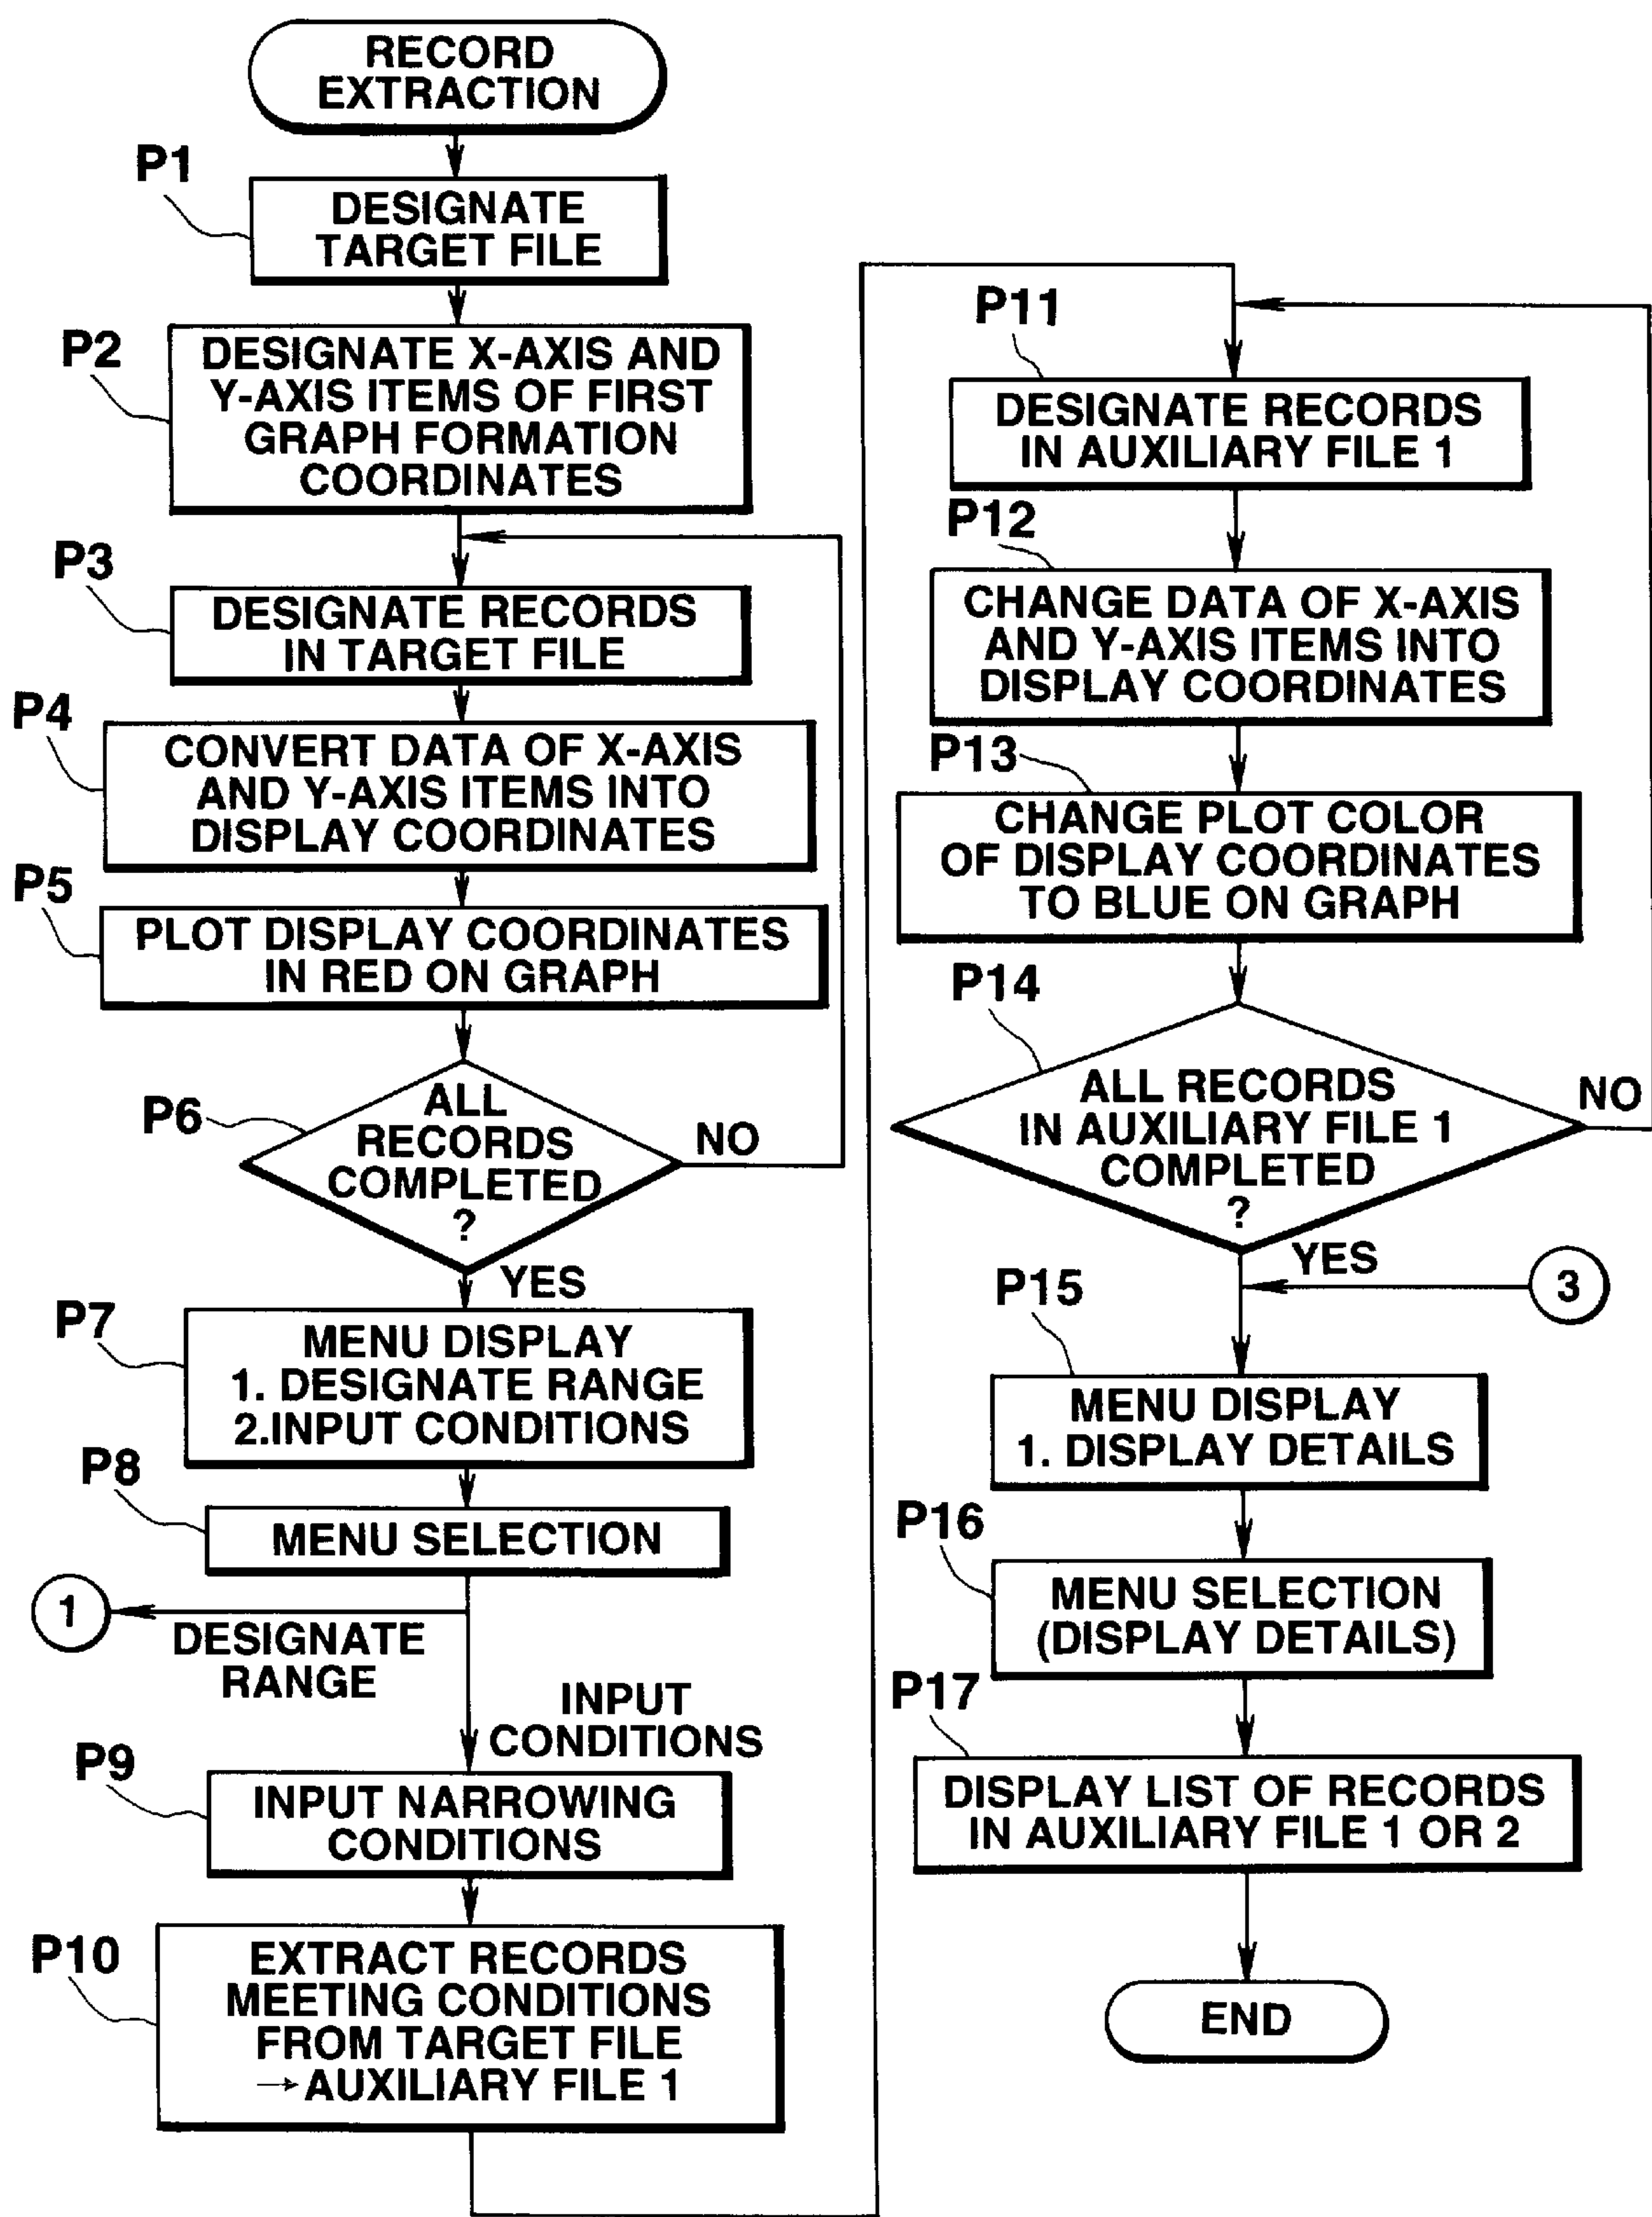 RECORD
EXTRACTION
P1
DESIGNATE
TARGET FILE
P2
DESIGNATE X-AXIS AND
Y-AXIS ITEMS OF FIRST
GRAPH FORMATION
COORDINATES
P3
DESIGNATE RECORDS
IN TARGET FILE
P4
CONVERT DATA OF X-AXIS
AND Y-AXIS ITEMS INTO
DISPLAY COORDINATES
P5
PLOT DISPLAY COORDINATES
IN RED ON GRAPH
P6
ALL
RECORDS
COMPLETED
?
NO
YES
P7
MENU DISPLAY
1. DESIGNATE RANGE
2.INPUT CONDITIONS
P8
MENU SELECTION
1
DESIGNATE
RANGE
INPUT
CONDITIONS
P9
INPUT NARROWING
CONDITIONS
P10
EXTRACT RECORDS
MEETING CONDITIONS
FROM TARGET FILE
→AUXILIARY FILE 1
P11
DESIGNATE RECORDS
IN AUXILIARY FILE 1
P12
CHANGE DATA OF X-AXIS
AND Y-AXIS ITEMS INTO
DISPLAY COORDINATES
P13
CHANGE PLOT COLOR
OF DISPLAY COORDINATES
TO BLUE ON GRAPH
P14
ALL RECORDS
IN AUXILIARY FILE 1
COMPLETED
?
NO
YES
3
P15
MENU DISPLAY
1. DISPLAY DETAILS
P16
MENU SELECTION
(DISPLAY DETAILS)
P17
DISPLAY LIST OF RECORDS
IN AUXILIARY FILE 1 OR 2
END